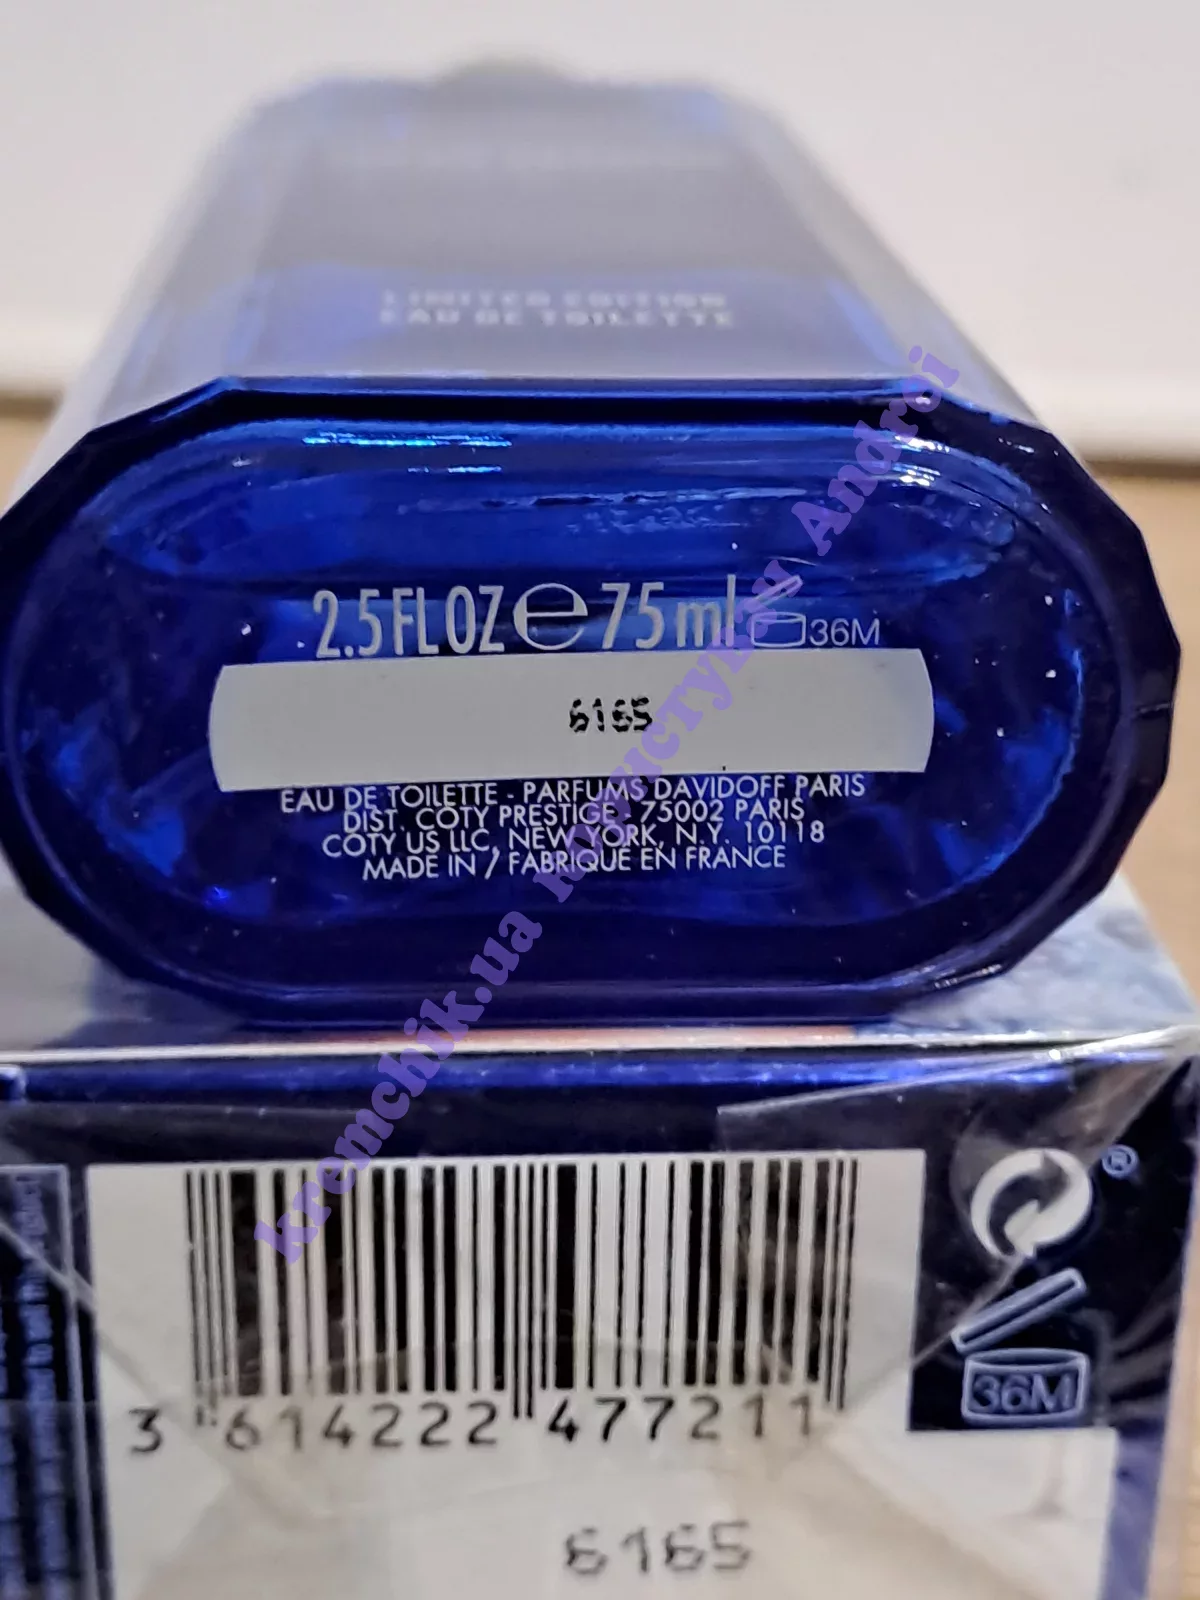 LIMITED EDITION
EAU DE TOILETTE
2.5 FL OZ e 75 ml 36M
6165
EAU DE TOILETTE - PARFUMS DAVIDOFF PARIS
DIST. COTY PRESTIGE - 75002 PARIS
COTY US LLC, NEW YORK, N.Y. 10118
MADE IN / FABRIQUÉ EN FRANCE
kremchik.ua Користувач Andrei
®
36M
3 614222 477211
6165